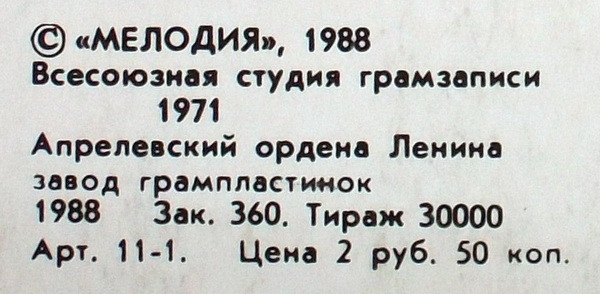 © «МЕЛОДИЯ», 1988
Всесоюзная студия грамзаписи
1971
Апрелевский ордена Ленина
завод грампластинок
1988 Зак. 360. Тираж 30000
Арт. 11-1. Цена 2 руб. 50 коп.